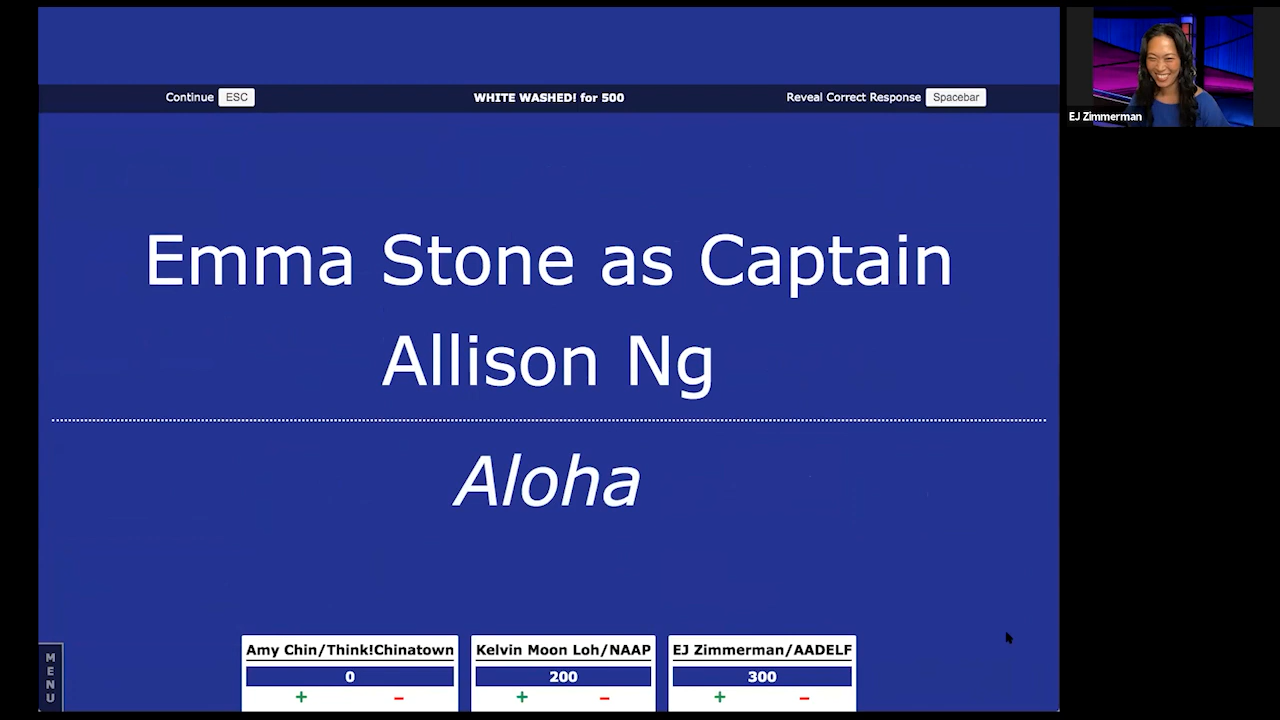 Continue ESC WHITE WASHED! for 500 Reveal Correct Response Spacebar
EJ Zimmerman
Emma Stone as Captain
Allison Ng
Aloha
MENU
Amy Chin/Think!Chinatown Kelvin Moon Loh/NAAP EJ Zimmerman/AADELF
0 200 300
+ − + − + −